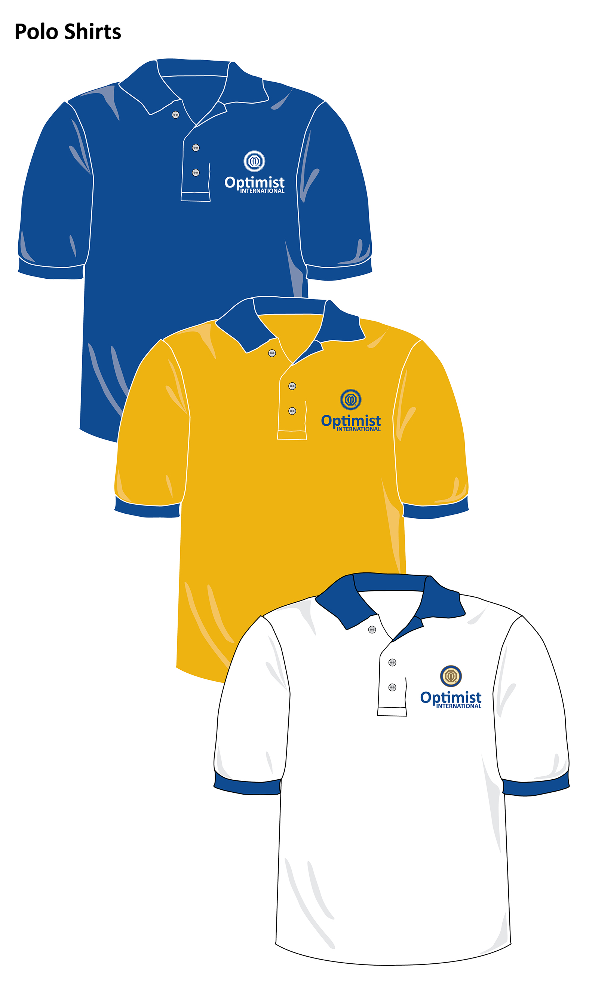 Polo Shirts
Optimist
INTERNATIONAL
Optimist
INTERNATIONAL
Optimist
INTERNATIONAL